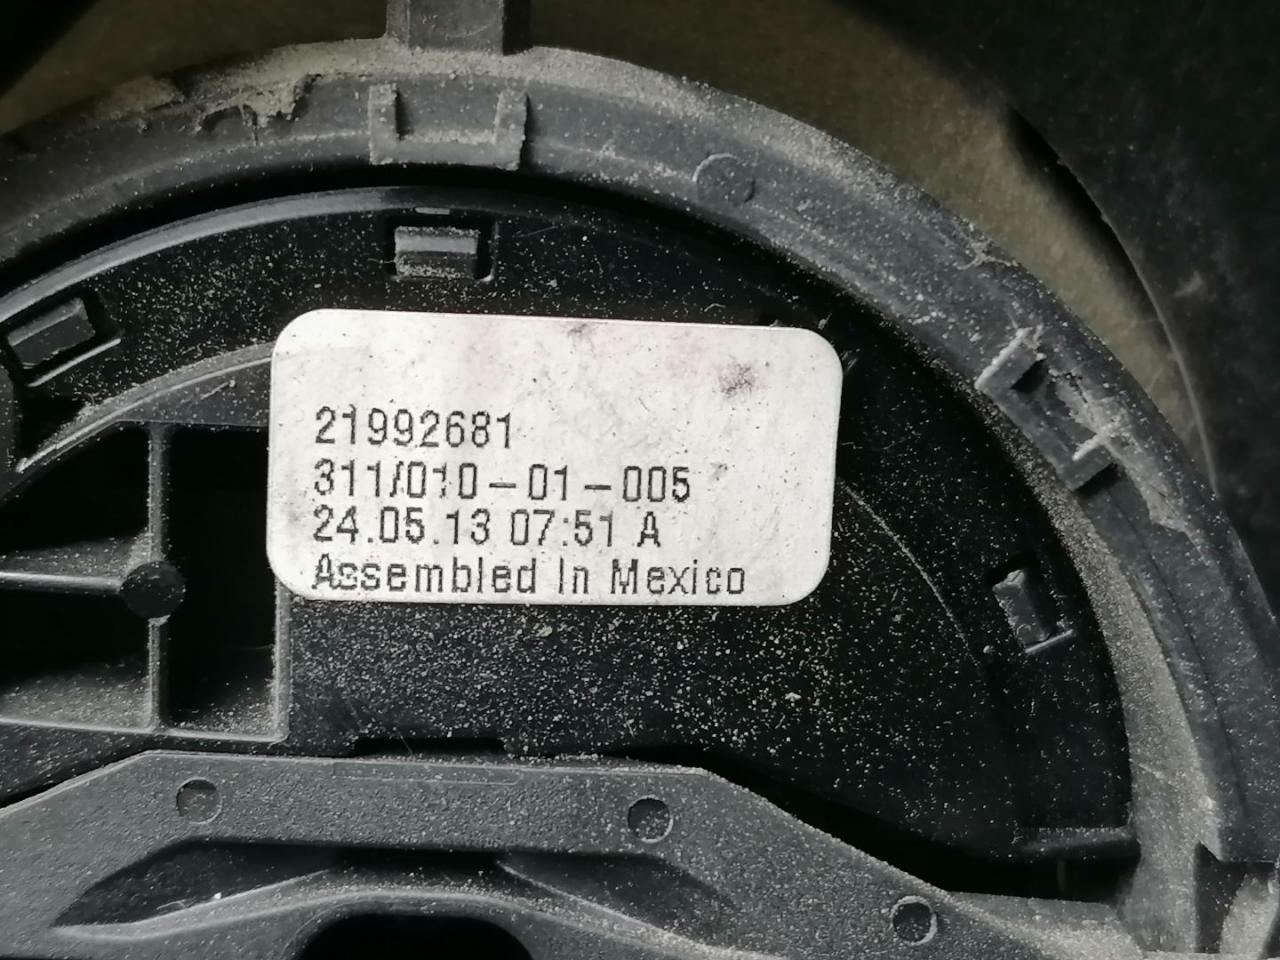 21992681
311/010-01-005
24.05.13 07:51 A
Assembled In Mexico